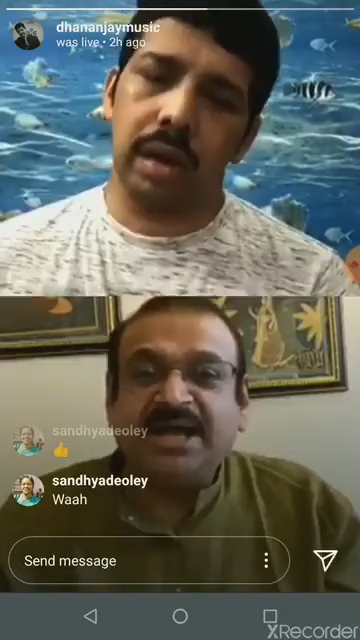 dhananjaymusic
was live • 2h ago
sandhyadeoley
👍
sandhyadeoley
Waah
Send message
XRecorder